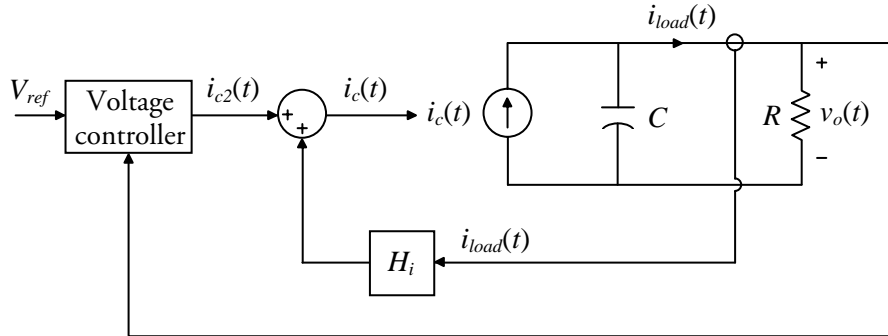 i_load(t)
V_ref
Voltage
controller
i_c2(t)
+
+
i_c(t)
i_c(t)
C
R
+
v_o(t)
−
H_i
i_load(t)